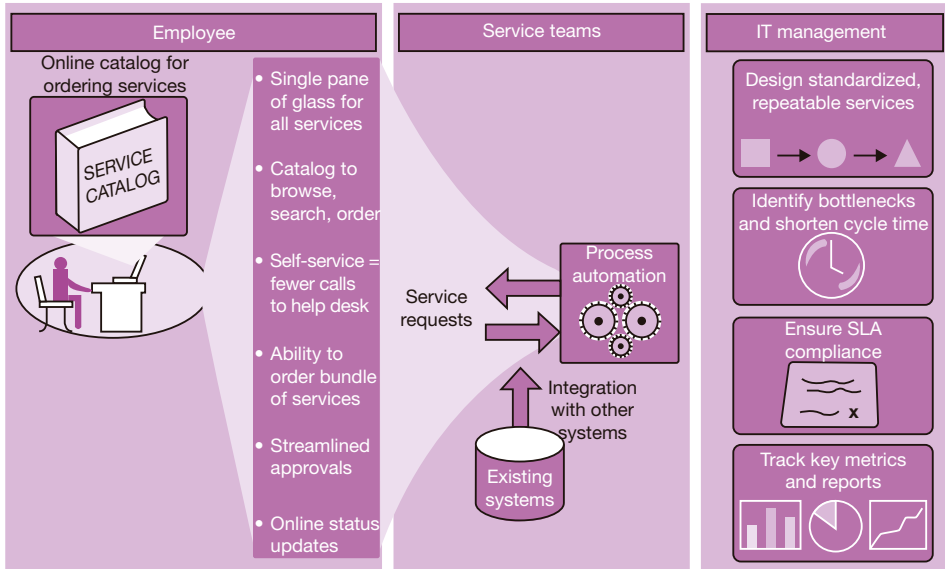 Employee
Online catalog for
ordering services
SERVICE
CATALOG
• Single pane
of glass for
all services
• Catalog to
browse,
search, order
• Self-service =
fewer calls
to help desk
• Ability to
order bundle
of services
• Streamlined
approvals
• Online status
updates
Service teams
Service
requests
Process
automation
Integration
with other
systems
Existing
systems
IT management
Design standardized,
repeatable services
Identify bottlenecks
and shorten cycle time
Ensure SLA
compliance
x
Track key metrics
and reports